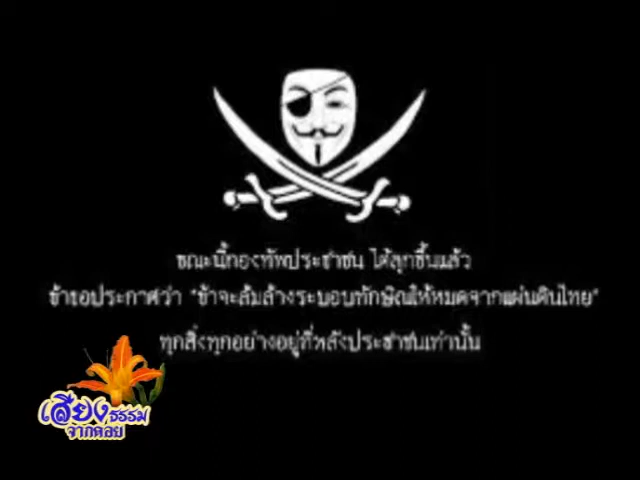 ขณะนี้กองทัพประชาชน ได้ลุกขึ้นแล้ว
ข้าขอประกาศว่า "ข้าจะล้มล้างระบอบทักษิณให้หมดจากแผ่นดินไทย"
ทุกสิ่งทุกอย่างอยู่ที่พลังประชาชนเท่านั้น
เสียงธรรม
จากดอย